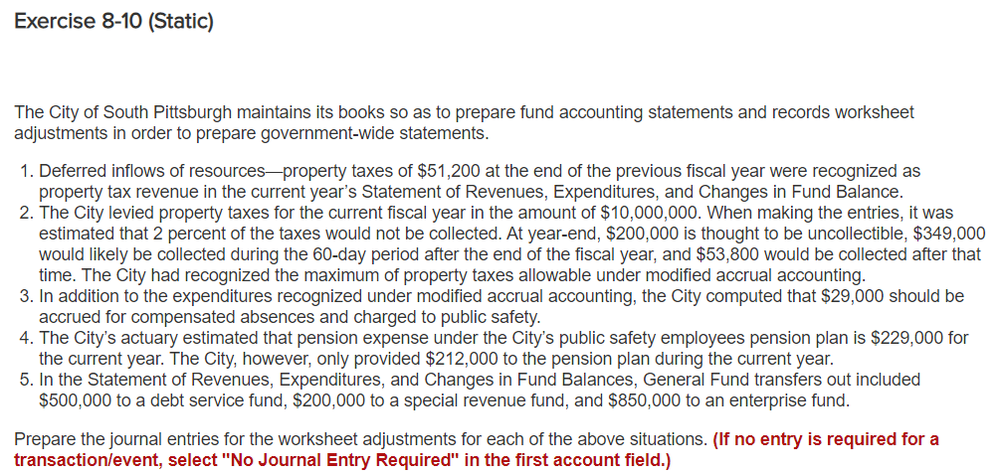 Exercise 8-10 (Static)
The City of South Pittsburgh maintains its books so as to prepare fund accounting statements and records worksheet
adjustments in order to prepare government-wide statements.
1. Deferred inflows of resources—property taxes of $51,200 at the end of the previous fiscal year were recognized as
property tax revenue in the current year's Statement of Revenues, Expenditures, and Changes in Fund Balance.
2. The City levied property taxes for the current fiscal year in the amount of $10,000,000. When making the entries, it was
estimated that 2 percent of the taxes would not be collected. At year-end, $200,000 is thought to be uncollectible, $349,000
would likely be collected during the 60-day period after the end of the fiscal year, and $53,800 would be collected after that
time. The City had recognized the maximum of property taxes allowable under modified accrual accounting.
3. In addition to the expenditures recognized under modified accrual accounting, the City computed that $29,000 should be
accrued for compensated absences and charged to public safety.
4. The City's actuary estimated that pension expense under the City's public safety employees pension plan is $229,000 for
the current year. The City, however, only provided $212,000 to the pension plan during the current year.
5. In the Statement of Revenues, Expenditures, and Changes in Fund Balances, General Fund transfers out included
$500,000 to a debt service fund, $200,000 to a special revenue fund, and $850,000 to an enterprise fund.
Prepare the journal entries for the worksheet adjustments for each of the above situations. (If no entry is required for a
transaction/event, select "No Journal Entry Required" in the first account field.)